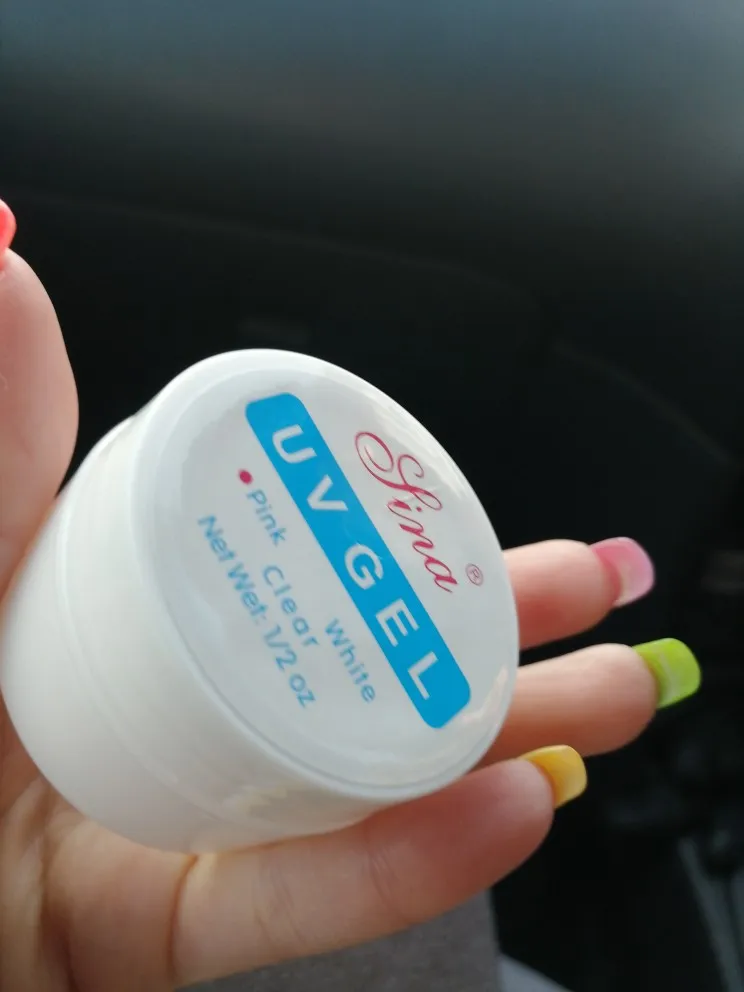 Sina®
UV GEL
Pink Clear White
Net Wet: 1/2 oz